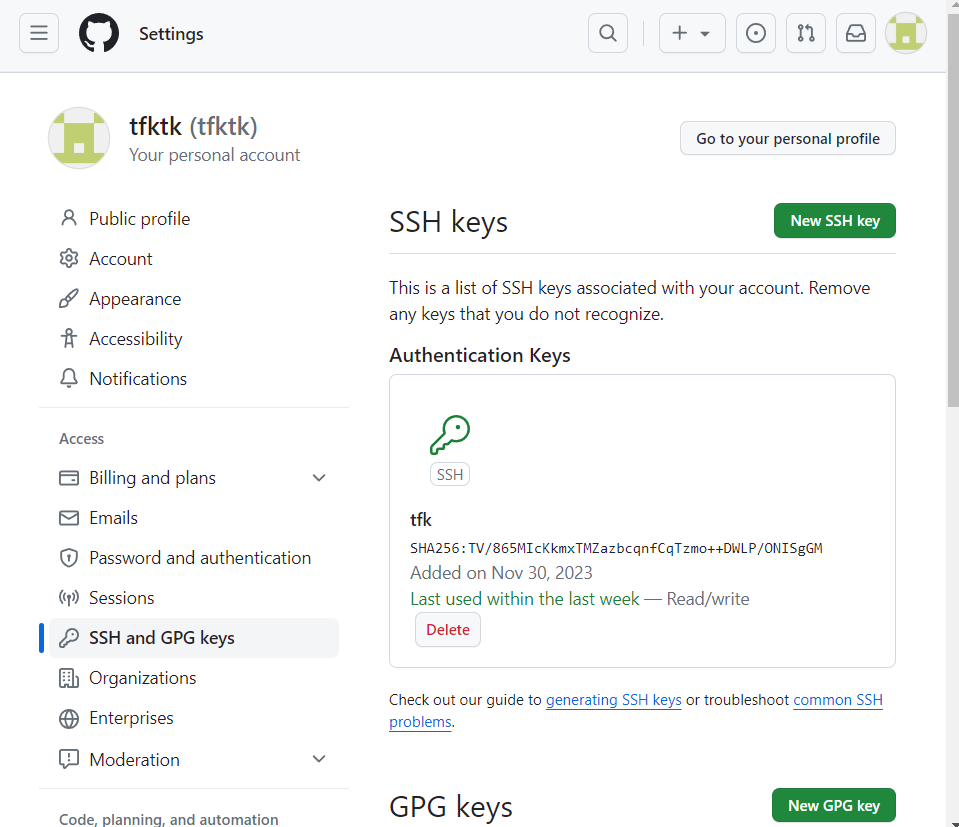 Settings
tfktk (tfktk)
Your personal account
Go to your personal profile
Public profile
Account
Appearance
Accessibility
Notifications
Access
Billing and plans
Emails
Password and authentication
Sessions
SSH and GPG keys
Organizations
Enterprises
Moderation
Code, planning, and automation
SSH keys
New SSH key
This is a list of SSH keys associated with your account. Remove
any keys that you do not recognize.
Authentication Keys
SSH
tfk
SHA256:TV/865MIcKkmxTMZazbcqnfCqTzmo++DWLP/ONISgGM
Added on Nov 30, 2023
Last used within the last week — Read/write
Delete
Check out our guide to generating SSH keys or troubleshoot common SSH
problems.
GPG keys
New GPG key